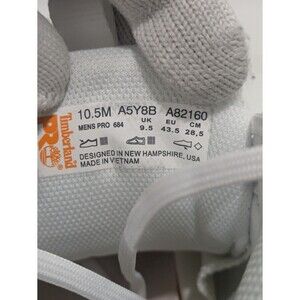 10.5M A5Y8B A82160
MENS PRO 684 UK EU CM
9.5 43.5 28.5
DESIGNED IN NEW HAMPSHIRE, USA
MADE IN VIETNAM
Timberland
PRO